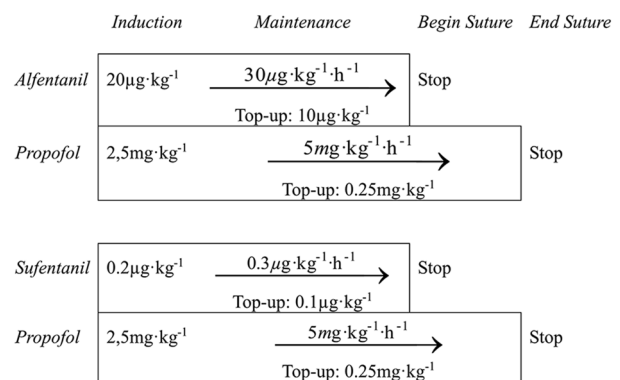 Induction Maintenance Begin Suture End Suture
Alfentanil 20µg·kg⁻¹ 30µg·kg⁻¹·h⁻¹ Stop
Top-up: 10µg·kg⁻¹
Propofol 2,5mg·kg⁻¹ 5mg·kg⁻¹·h⁻¹ Stop
Top-up: 0.25mg·kg⁻¹
Sufentanil 0.2µg·kg⁻¹ 0.3µg·kg⁻¹·h⁻¹ Stop
Top-up: 0.1µg·kg⁻¹
Propofol 2,5mg·kg⁻¹ 5mg·kg⁻¹·h⁻¹ Stop
Top-up: 0.25mg·kg⁻¹